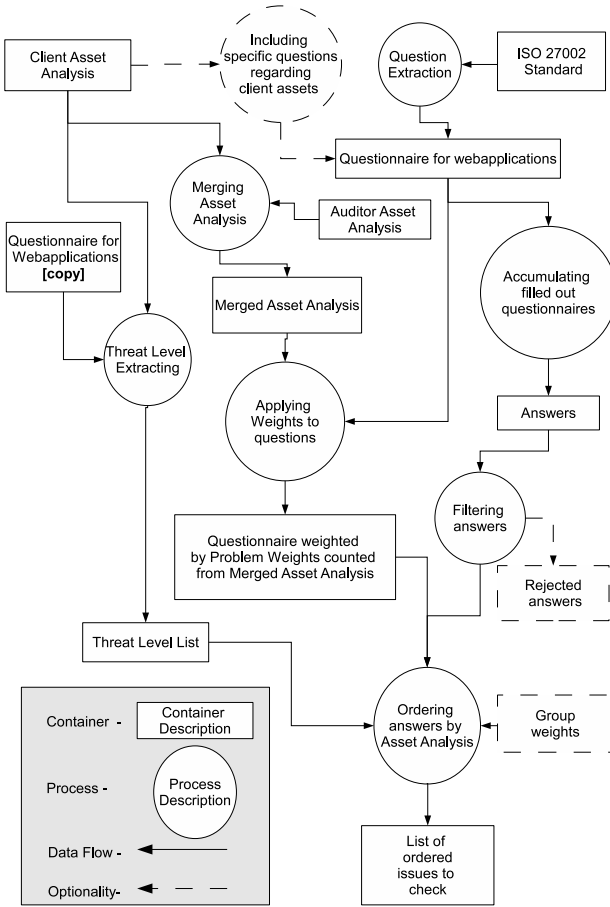 Client Asset
Analysis
Including
specific questions
regarding
client assets
Question
Extraction
ISO 27002
Standard
Questionnaire for webapplications
Merging
Asset
Analysis
Auditor Asset
Analysis
Questionnaire for
Webapplications
[copy]
Accumulating
filled out
questionnaires
Merged Asset Analysis
Threat Level
Extracting
Applying
Weights to
questions
Answers
Filtering
answers
Questionnaire weighted
by Problem Weights counted
from Merged Asset Analysis
Rejected
answers
Threat Level List
Ordering
answers by
Asset Analysis
Group
weights
List of
ordered
issues to
check
Container -
Container
Description
Process -
Process
Description
Data Flow -
Optionality-